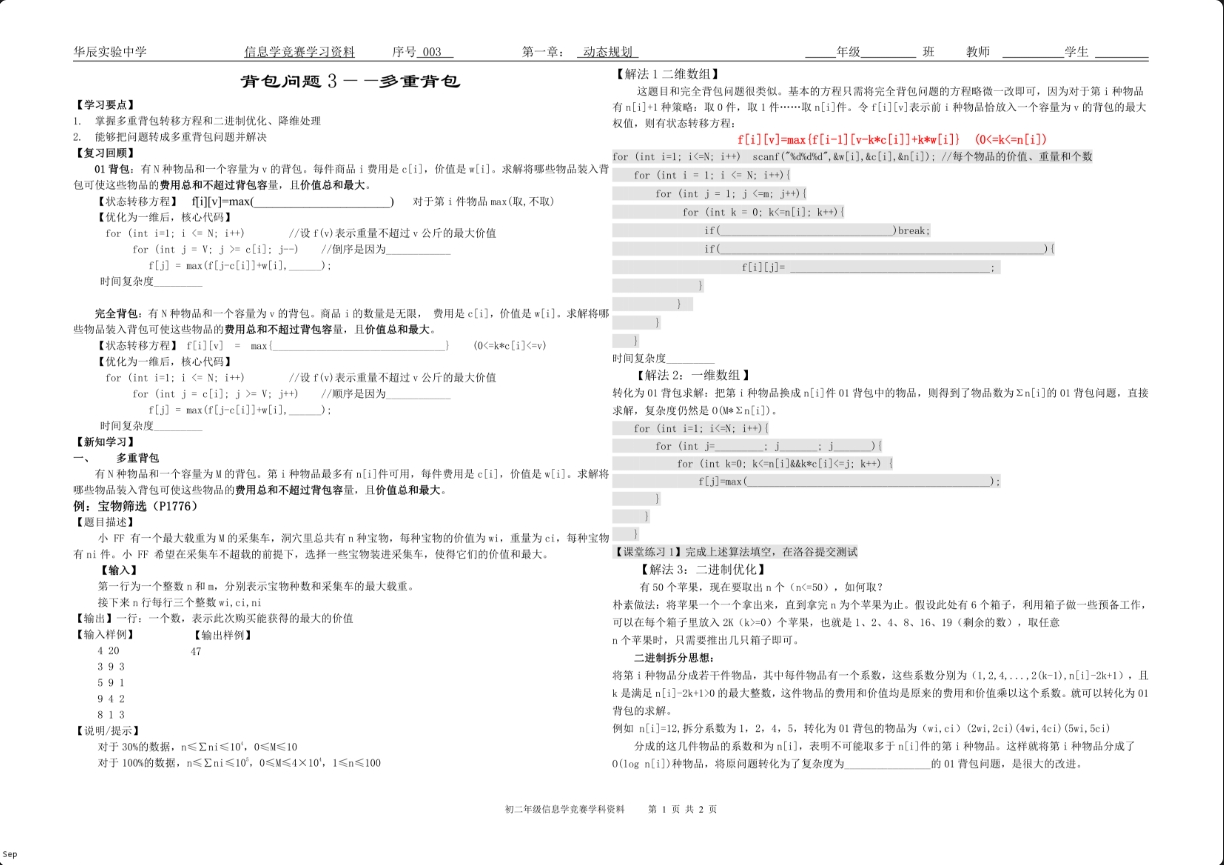 华辰实验中学 信息学竞赛学习资料 序号 003 第一章： 动态规划 _____年级_________ 班 教师 ___________学生 ________
背包问题 3－－多重背包
【学习要点】
1. 掌握多重背包转移方程和二进制优化、降维处理
2. 能够把问题转成多重背包问题并解决
【复习回顾】
01 背包：有 N 种物品和一个容量为 v 的背包。每件商品 i 费用是 c[i]，价值是 w[i]。求解将哪些物品装入背
包可使这些物品的费用总和不超过背包容量，且价值总和最大。
【状态转移方程】 f[i][v]=max(_______________________) 对于第 i 件物品 max(取,不取)
【优化为一维后，核心代码】
for (int i=1; i <= N; i++) //设 f(v)表示重量不超过 v 公斤的最大价值
for (int j = V; j >= c[i]; j--) //倒序是因为____________
f[j] = max(f[j-c[i]]+w[i],______);
时间复杂度_________
完全背包：有 N 种物品和一个容量为 v 的背包。商品 i 的数量是无限， 费用是 c[i]，价值是 w[i]。求解将哪
些物品装入背包可使这些物品的费用总和不超过背包容量，且价值总和最大。
【状态转移方程】 f[i][v] = max{________________________________} (0<=k*c[i]<=v)
【优化为一维后，核心代码】
for (int i=1; i <= N; i++) //设 f(v)表示重量不超过 v 公斤的最大价值
for (int j = c[i]; j >= V; j++) //顺序是因为____________
f[j] = max(f[j-c[i]]+w[i],______);
时间复杂度_________
【新知学习】
一、 多重背包
有 N 种物品和一个容量为 M 的背包。第 i 种物品最多有 n[i]件可用，每件费用是 c[i]，价值是 w[i]。求解将
哪些物品装入背包可使这些物品的费用总和不超过背包容量，且价值总和最大。
例：宝物筛选（P1776）
【题目描述】
小 FF 有一个最大载重为 M 的采集车，洞穴里总共有 n 种宝物，每种宝物的价值为 wi，重量为 ci，每种宝物
有 ni 件。小 FF 希望在采集车不超载的前提下，选择一些宝物装进采集车，使得它们的价值和最大。
【输入】
第一行为一个整数 n 和 m，分别表示宝物种数和采集车的最大载重。
接下来 n 行每行三个整数 wi,ci,ni
【输出】一行：一个数，表示此次购买能获得的最大的价值
【输入样例】 【输出样例】
4 20 47
3 9 3
5 9 1
9 4 2
8 1 3
【说明/提示】
对于 30%的数据，n≤∑ni≤10⁴，0≤M≤10
对于 100%的数据，n≤∑ni≤10⁵，0≤M≤4×10⁴，1≤n≤100
【解法 1 二维数组】
这题目和完全背包问题很类似。基本的方程只需将完全背包问题的方程略微一改即可，因为对于第 i 种物品
有 n[i]+1 种策略：取 0 件，取 1 件……取 n[i]件。令 f[i][v]表示前 i 种物品恰放入一个容量为 v 的背包的最大
权值，则有状态转移方程：
f[i][v]=max{f[i-1][v-k*c[i]]+k*w[i]} (0<=k<=n[i])
for (int i=1; i<=N; i++) scanf("%d%d%d",&w[i],&c[i],&n[i]); //每个物品的价值、重量和个数
for (int i = 1; i <= N; i++){
for (int j = 1; j <=m; j++){
for (int k = 0; k<=n[i]; k++){
if(________________________________)break;
if(____________________________________________________________){
f[i][j]= _____________________________________;
}
}
}
}
时间复杂度_________
【解法 2：一维数组】
转化为 01 背包求解：把第 i 种物品换成 n[i]件 01 背包中的物品，则得到了物品数为Σn[i]的 01 背包问题，直接
求解，复杂度仍然是 O(M*Σn[i])。
for (int i=1; i<=N; i++){
for (int j=_________; j_______; j_______){
for (int k=0; k<=n[i]&&k*c[i]<=j; k++) {
f[j]=max(_____________________________________________);
}
}
}
【课堂练习 1】完成上述算法填空，在洛谷提交测试
【解法 3：二进制优化】
有 50 个苹果，现在要取出 n 个（n<=50），如何取？
朴素做法：将苹果一个一个拿出来，直到拿完 n 为个苹果为止。假设此处有 6 个箱子，利用箱子做一些预备工作，
可以在每个箱子里放入 2K（k>=0）个苹果，也就是 1、2、4、8、16、19（剩余的数），取任意
n 个苹果时，只需要推出几只箱子即可。
二进制拆分思想：
将第 i 种物品分成若干件物品，其中每件物品有一个系数，这些系数分别为（1,2,4,...,2(k-1),n[i]-2k+1），且
k 是满足 n[i]-2k+1>0 的最大整数，这件物品的费用和价值均是原来的费用和价值乘以这个系数。就可以转化为 01
背包的求解。
例如 n[i]=12,拆分系数为 1，2，4，5，转化为 01 背包的物品为（wi,ci）(2wi,2ci)(4wi,4ci)(5wi,5ci)
分成的这几件物品的系数和为 n[i]，表明不可能取多于 n[i]件的第 i 种物品。这样就将第 i 种物品分成了
O(log n[i])种物品，将原问题转化为了复杂度为________________的 01 背包问题，是很大的改进。
初二年级信息学竞赛学科资料 第 1 页 共 2 页
Sep